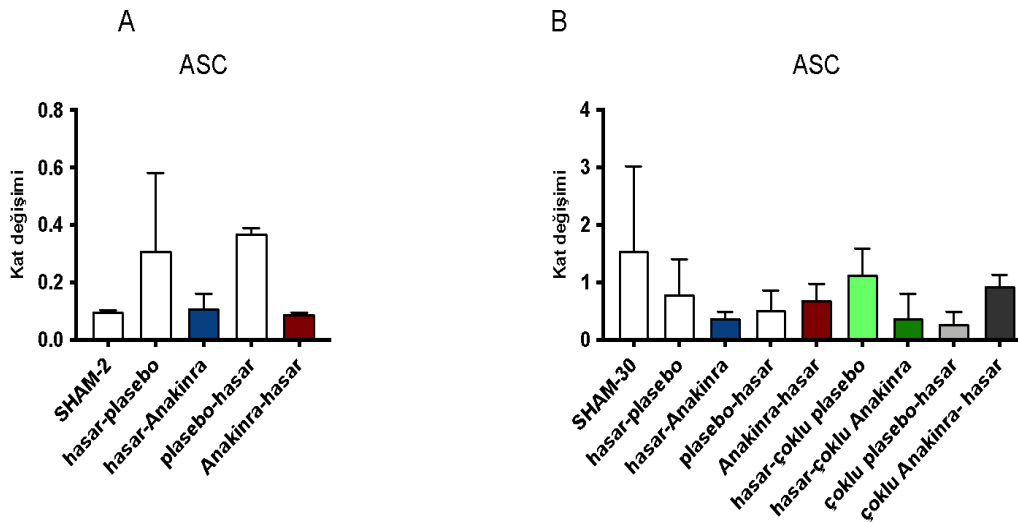 A
ASC
Kat değişimi
0.8
0.6
0.4
0.2
0.0
SHAM-2
hasar-plasebo
hasar-Anakinra
plasebo-hasar
Anakinra-hasar
B
ASC
Kat değişimi
4
3
2
1
0
SHAM-30
hasar-plasebo
hasar-Anakinra
plasebo-hasar
Anakinra-hasar
hasar-çoklu plasebo
hasar-çoklu Anakinra
çoklu plasebo-hasar
çoklu Anakinra- hasar